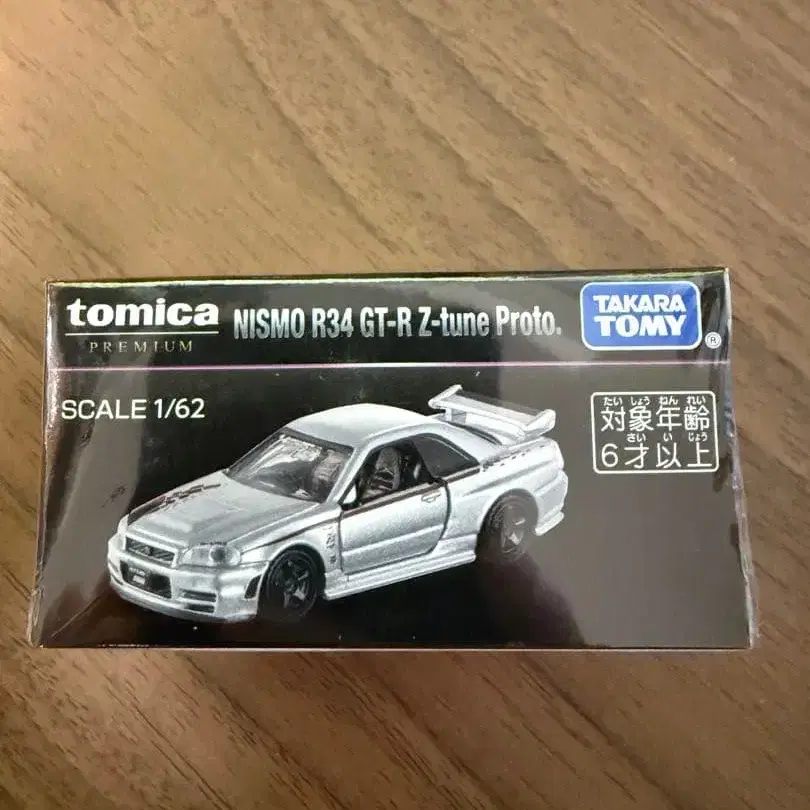 tomica
PREMIUM
NISMO R34 GT-R Z-tune Proto.
TAKARA
TOMY
®
SCALE 1/62
たい しょう ねん れい
対象年齢
さい い じょう
6才以上